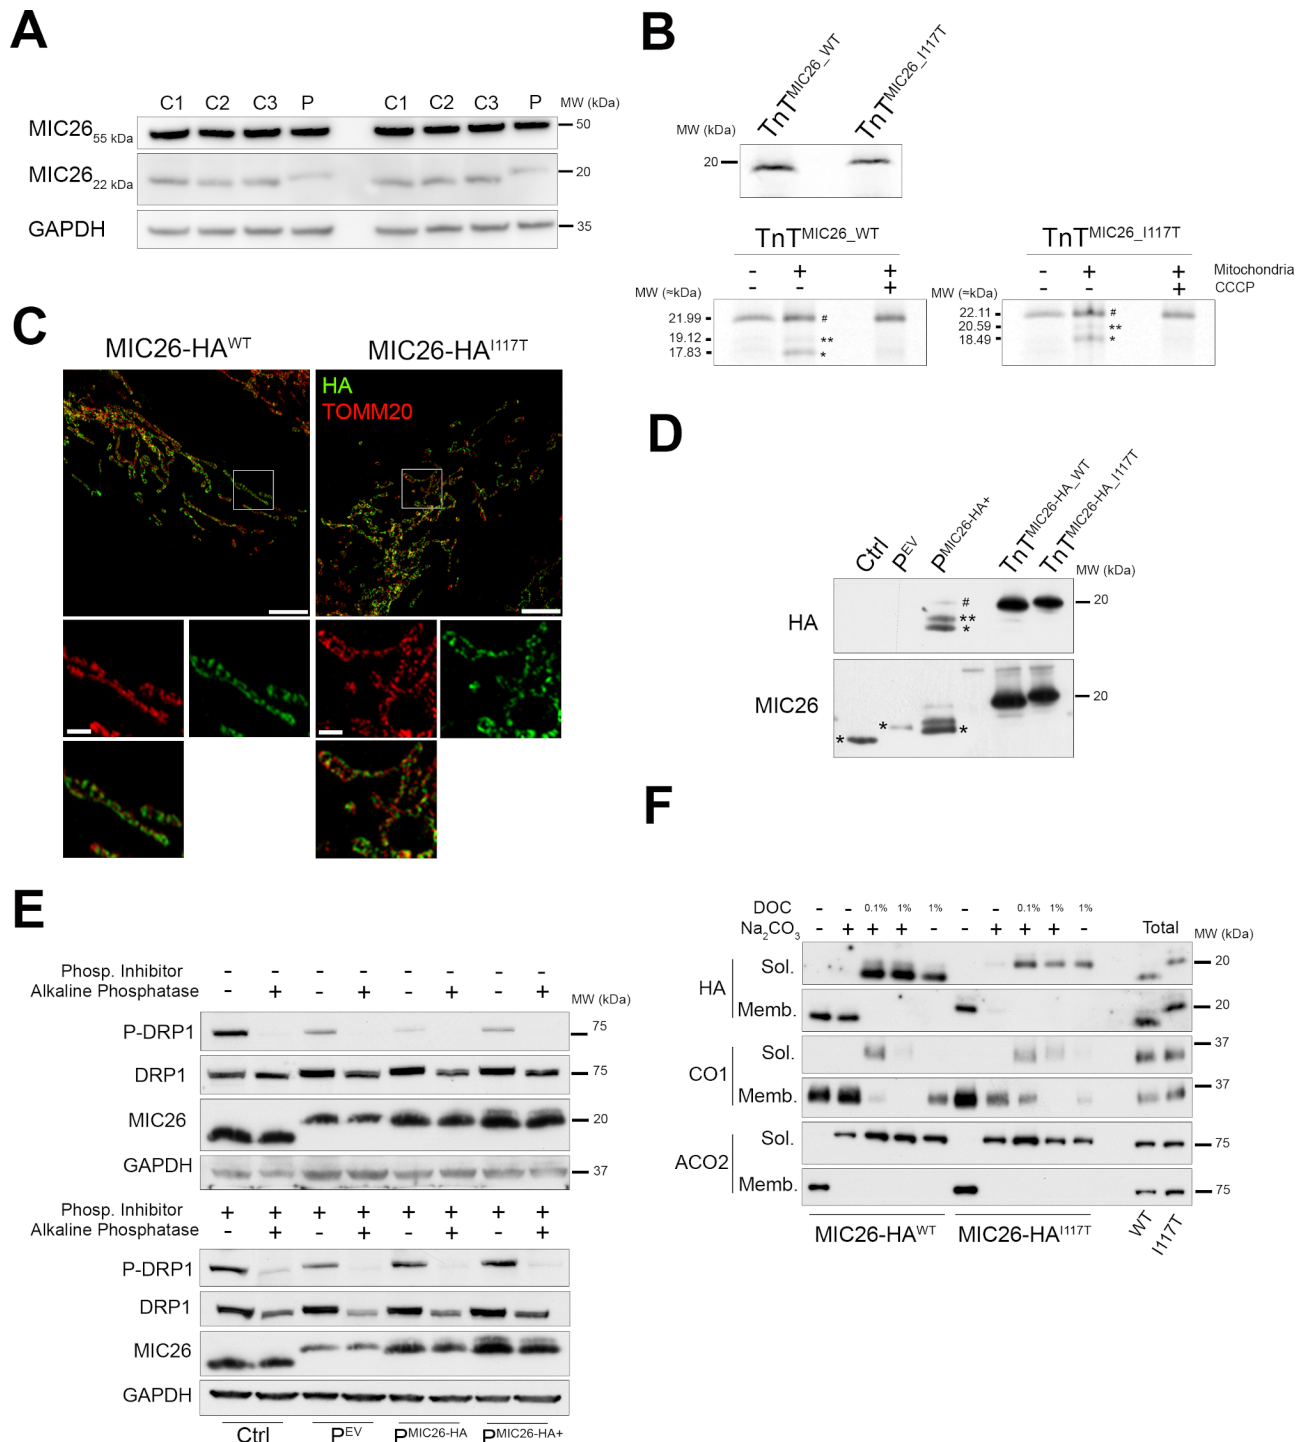 A
C1 C2 C3 P C1 C2 C3 P MW (kDa)
MIC26 55 kDa
50
MIC26 22 kDa
20
GAPDH
35
B
TnT MIC26_WT TnT MIC26_I117T
MW (kDa)
20
TnT MIC26_WT
- + +
- - +
MW (≈kDa)
21.99 #
19.12 **
17.83 *
TnT MIC26_I117T
- + + Mitochondria
- - + CCCP
MW (≈kDa)
22.11 #
20.59 **
18.49 *
C
MIC26-HA WT MIC26-HA I117T
HA
TOMM20
D
Ctrl P EV P MIC26-HA+ TnT MIC26-HA_WT TnT MIC26-HA_I117T
MW (kDa)
HA
#
**
*
20
MIC26
* * *
20
E
Phosp. Inhibitor - - - - - - - -
Alkaline Phosphatase - + - + - + - +
MW (kDa)
P-DRP1 75
DRP1 75
MIC26 20
GAPDH 37
Phosp. Inhibitor + + + + + + + +
Alkaline Phosphatase - + - + - + - +
P-DRP1
DRP1
MIC26
GAPDH
Ctrl P EV P MIC26-HA P MIC26-HA+
F
DOC - - 0.1% 1% 1% - - 0.1% 1% 1%
Na2CO3 - + + + - - + + + - Total
MW (kDa)
HA Sol. 20
Memb. 20
CO1 Sol. 37
Memb. 37
ACO2 Sol. 75
Memb. 75
MIC26-HA WT MIC26-HA I117T WT I117T